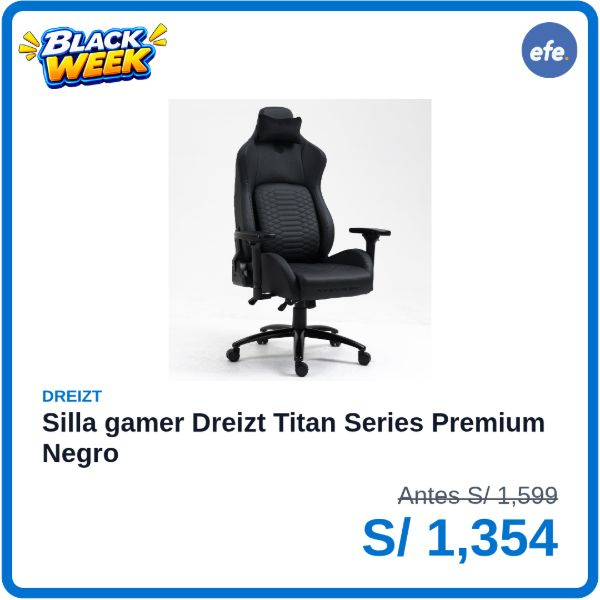 BLACK
WEEK
efe.
DREIZT
Silla gamer Dreizt Titan Series Premium
Negro
Antes S/ 1,599
S/ 1,354